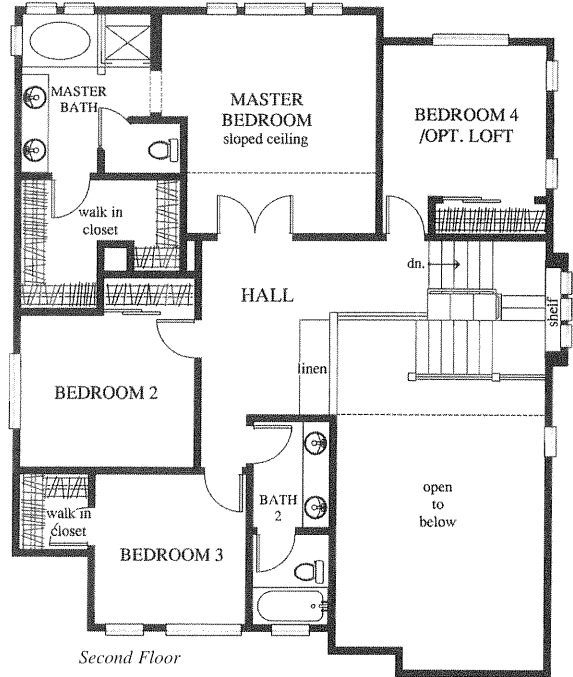 MASTER
BATH
MASTER
BEDROOM
sloped ceiling
BEDROOM 4
/OPT. LOFT
walk in
closet
dn.
HALL
shelf
linen
BEDROOM 2
walk in
closet
BEDROOM 3
BATH
2
open
to
below
Second Floor